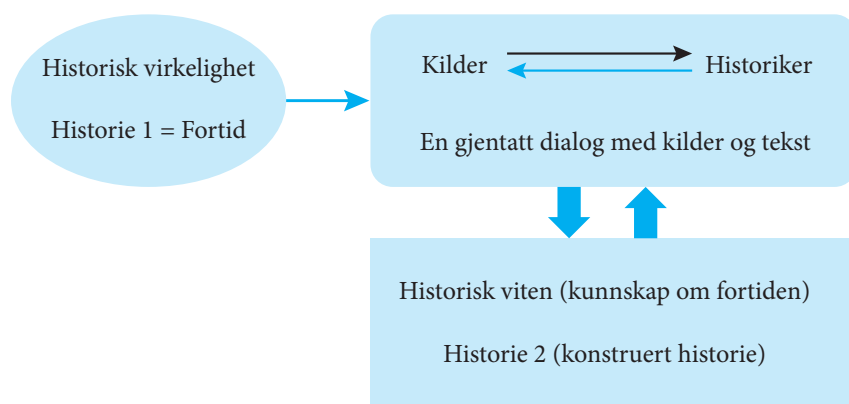 Historisk virkelighet
Historie 1 = Fortid
Kilder
Historiker
En gjentatt dialog med kilder og tekst
Historisk viten (kunnskap om fortiden)
Historie 2 (konstruert historie)